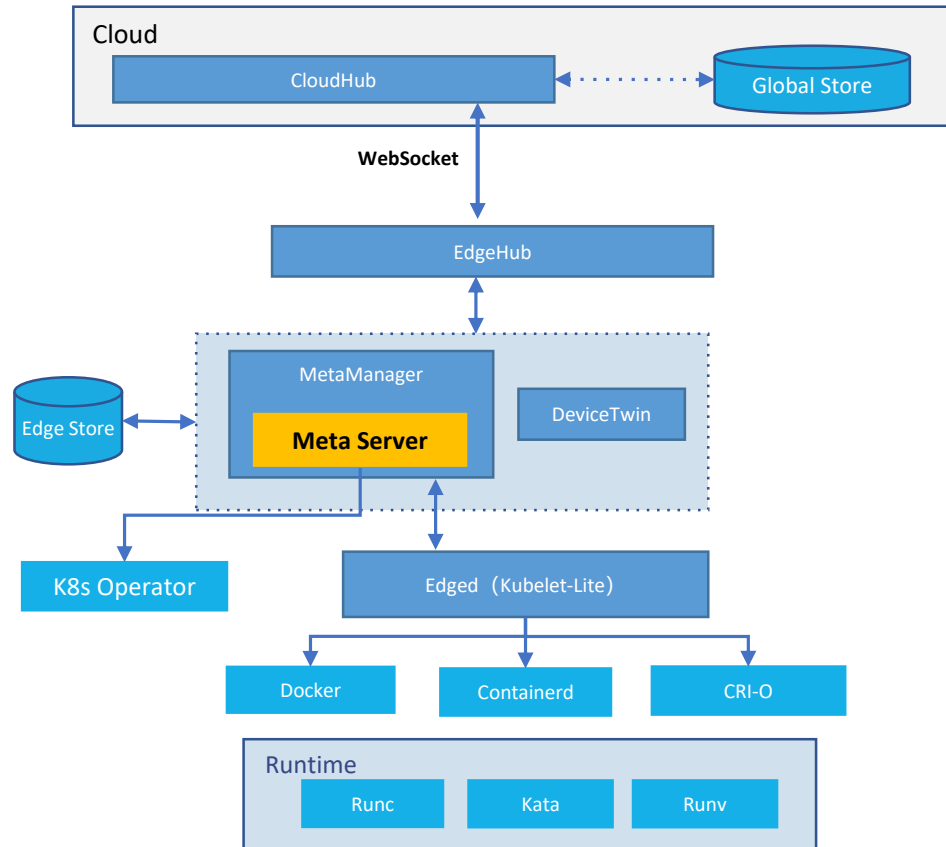 Cloud
CloudHub
Global Store
WebSocket
EdgeHub
MetaManager
DeviceTwin
Edge Store
Meta Server
K8s Operator
Edged（Kubelet-Lite）
Docker
Containerd
CRI-O
Runtime
Runc
Kata
Runv